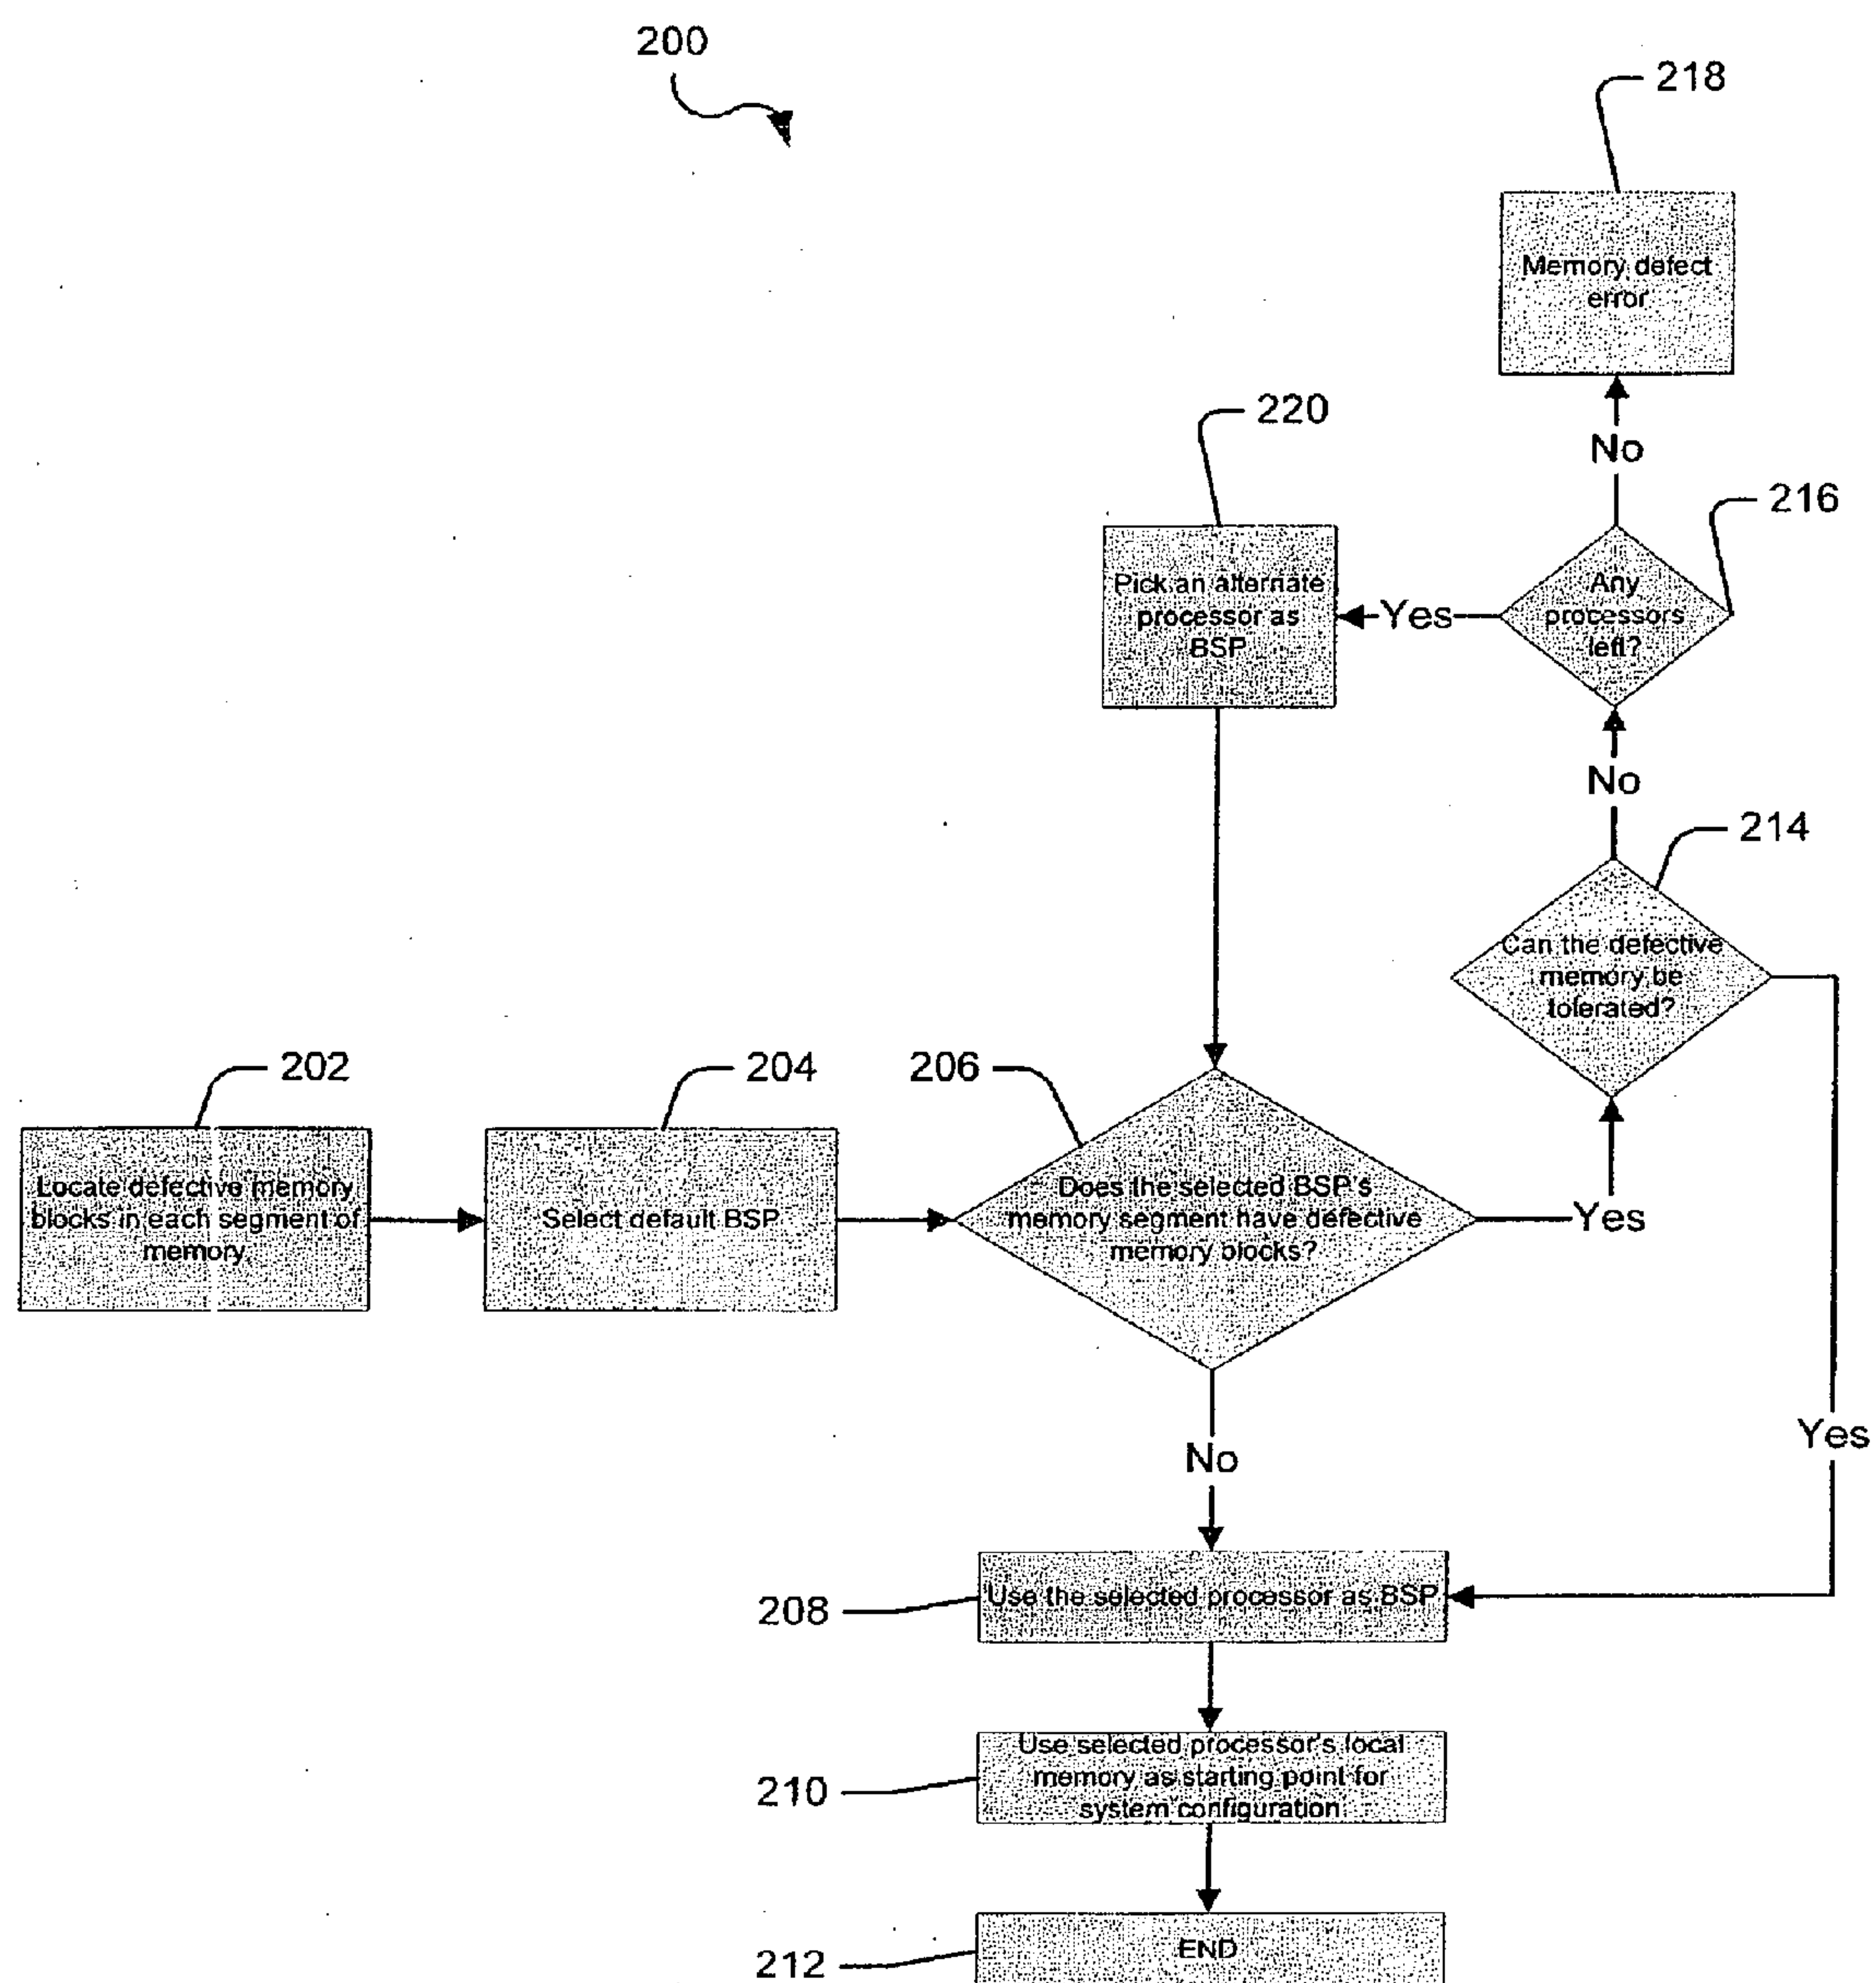 200
218
Memory defect
error
220
No
216
Pick an alternate
processor as
BSP
Yes
Any
processors
left?
No
214
Can the defective
memory be
tolerated?
202
204
206
Locate defective memory
blocks in each segment of
memory
Select default BSP
Does the selected BSP's
memory segment have defective
memory blocks?
Yes
Yes
No
208
Use the selected processor as BSP
210
Use selected processor's local
memory as starting point for
system configuration
212
END